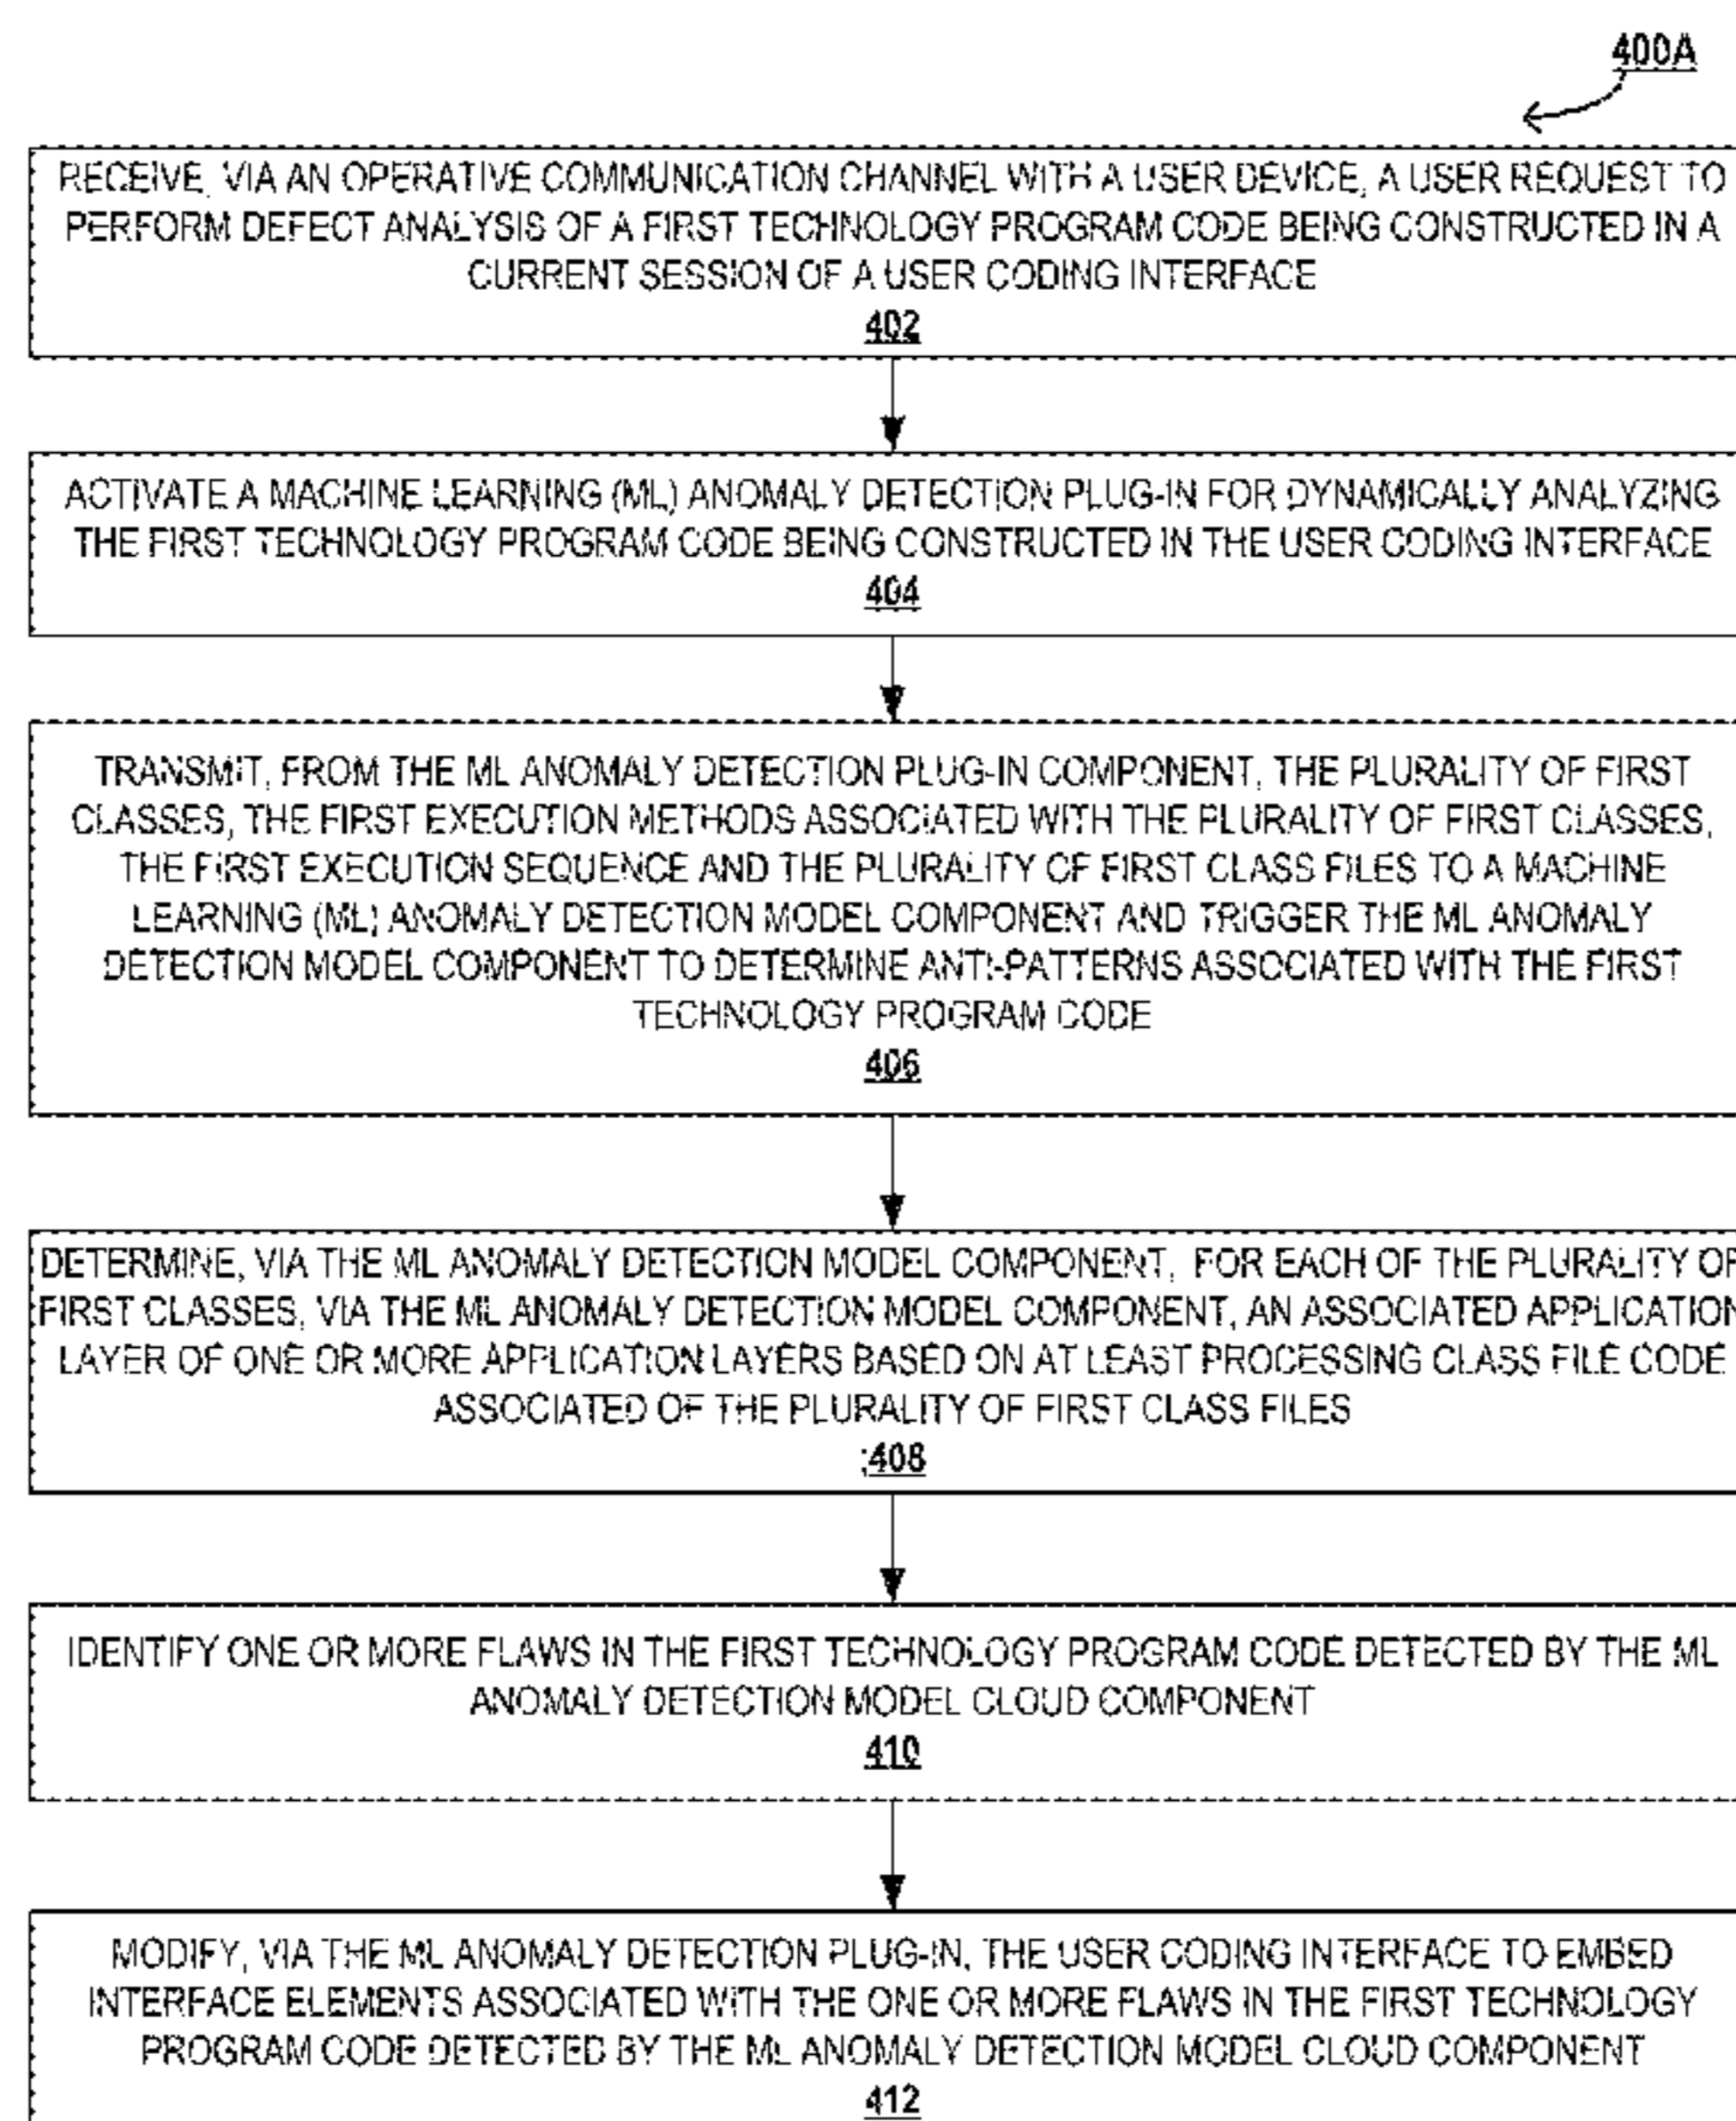 400A
RECEIVE, VIA AN OPERATIVE COMMUNICATION CHANNEL WITH A USER DEVICE, A USER REQUEST TO
PERFORM DEFECT ANALYSIS OF A FIRST TECHNOLOGY PROGRAM CODE BEING CONSTRUCTED IN A
CURRENT SESSION OF A USER CODING INTERFACE
402
ACTIVATE A MACHINE LEARNING (ML) ANOMALY DETECTION PLUG-IN FOR DYNAMICALLY ANALYZING
THE FIRST TECHNOLOGY PROGRAM CODE BEING CONSTRUCTED IN THE USER CODING INTERFACE
404
TRANSMIT, FROM THE ML ANOMALY DETECTION PLUG-IN COMPONENT, THE PLURALITY OF FIRST
CLASSES, THE FIRST EXECUTION METHODS ASSOCIATED WITH THE PLURALITY OF FIRST CLASSES,
THE FIRST EXECUTION SEQUENCE AND THE PLURALITY OF FIRST CLASS FILES TO A MACHINE
LEARNING (ML) ANOMALY DETECTION MODEL COMPONENT AND TRIGGER THE ML ANOMALY
DETECTION MODEL COMPONENT TO DETERMINE ANTI-PATTERNS ASSOCIATED WITH THE FIRST
TECHNOLOGY PROGRAM CODE
406
DETERMINE, VIA THE ML ANOMALY DETECTION MODEL COMPONENT, FOR EACH OF THE PLURALITY OF
FIRST CLASSES, VIA THE ML ANOMALY DETECTION MODEL COMPONENT, AN ASSOCIATED APPLICATION
LAYER OF ONE OR MORE APPLICATION LAYERS BASED ON AT LEAST PROCESSING CLASS FILE CODE
ASSOCIATED OF THE PLURALITY OF FIRST CLASS FILES
;408
IDENTIFY ONE OR MORE FLAWS IN THE FIRST TECHNOLOGY PROGRAM CODE DETECTED BY THE ML
ANOMALY DETECTION MODEL CLOUD COMPONENT
410
MODIFY, VIA THE ML ANOMALY DETECTION PLUG-IN, THE USER CODING INTERFACE TO EMBED
INTERFACE ELEMENTS ASSOCIATED WITH THE ONE OR MORE FLAWS IN THE FIRST TECHNOLOGY
PROGRAM CODE DETECTED BY THE ML ANOMALY DETECTION MODEL CLOUD COMPONENT
412